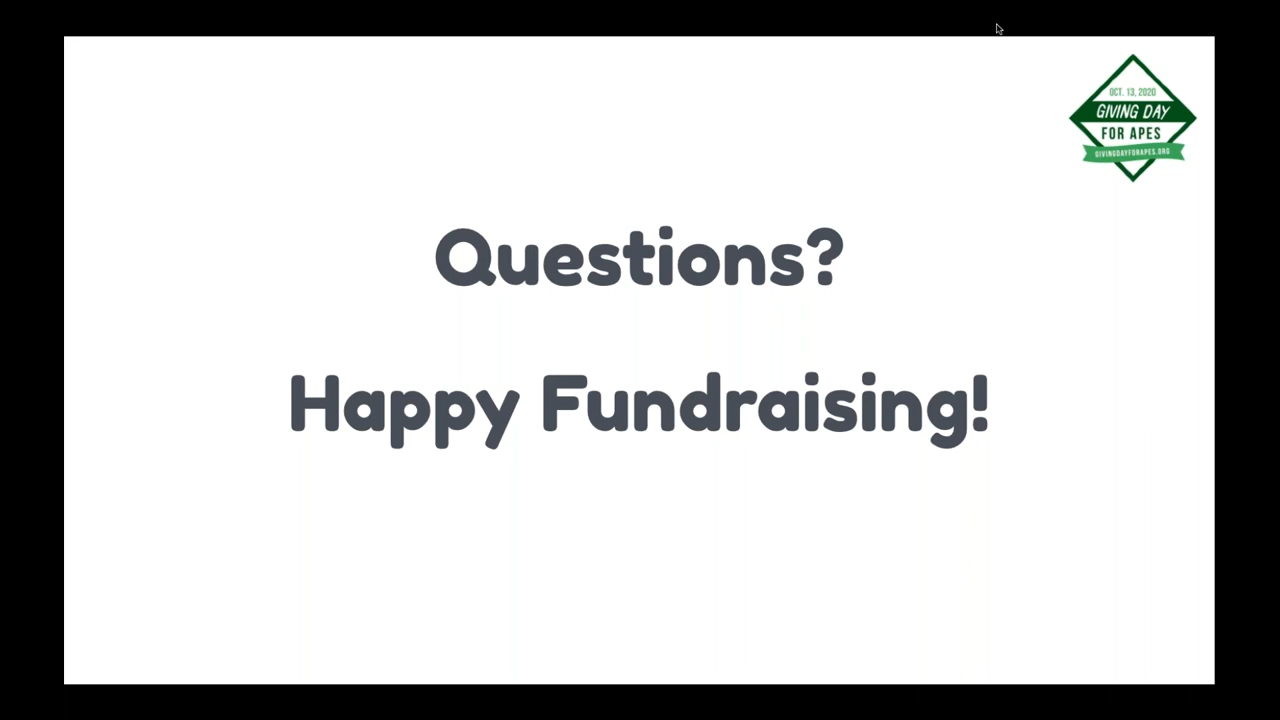 OCT. 13, 2020
GIVING DAY
FOR APES
GIVINGDAYFORAPES.ORG
Questions?
Happy Fundraising!